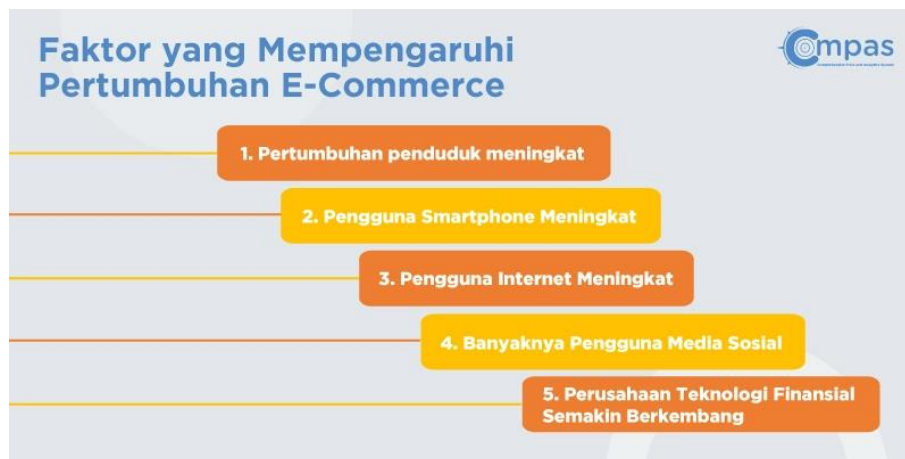 Faktor yang Mempengaruhi
Pertumbuhan E-Commerce
Compas
1. Pertumbuhan penduduk meningkat
2. Pengguna Smartphone Meningkat
3. Pengguna Internet Meningkat
4. Banyaknya Pengguna Media Sosial
5. Perusahaan Teknologi Finansial
Semakin Berkembang